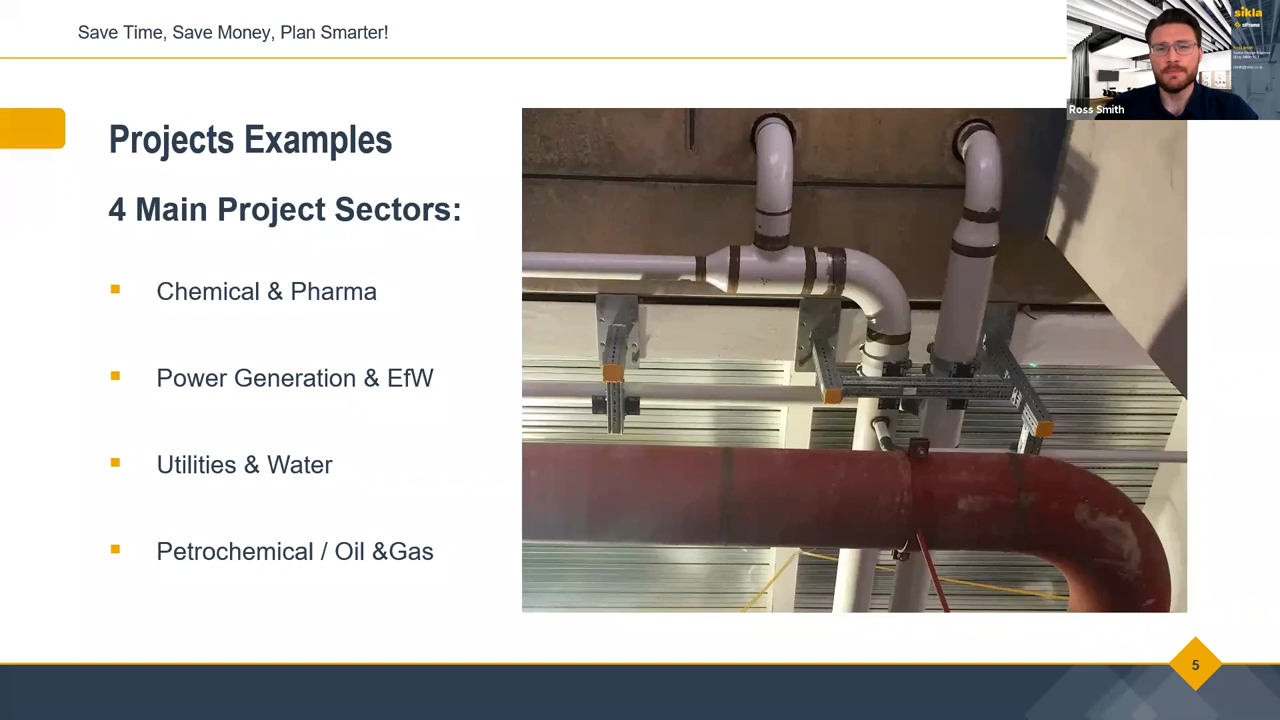 Save Time, Save Money, Plan Smarter!
sikla
siframo
Ross Smith
Projects Examples
4 Main Project Sectors:
Chemical & Pharma
Power Generation & EfW
Utilities & Water
Petrochemical / Oil &Gas
5